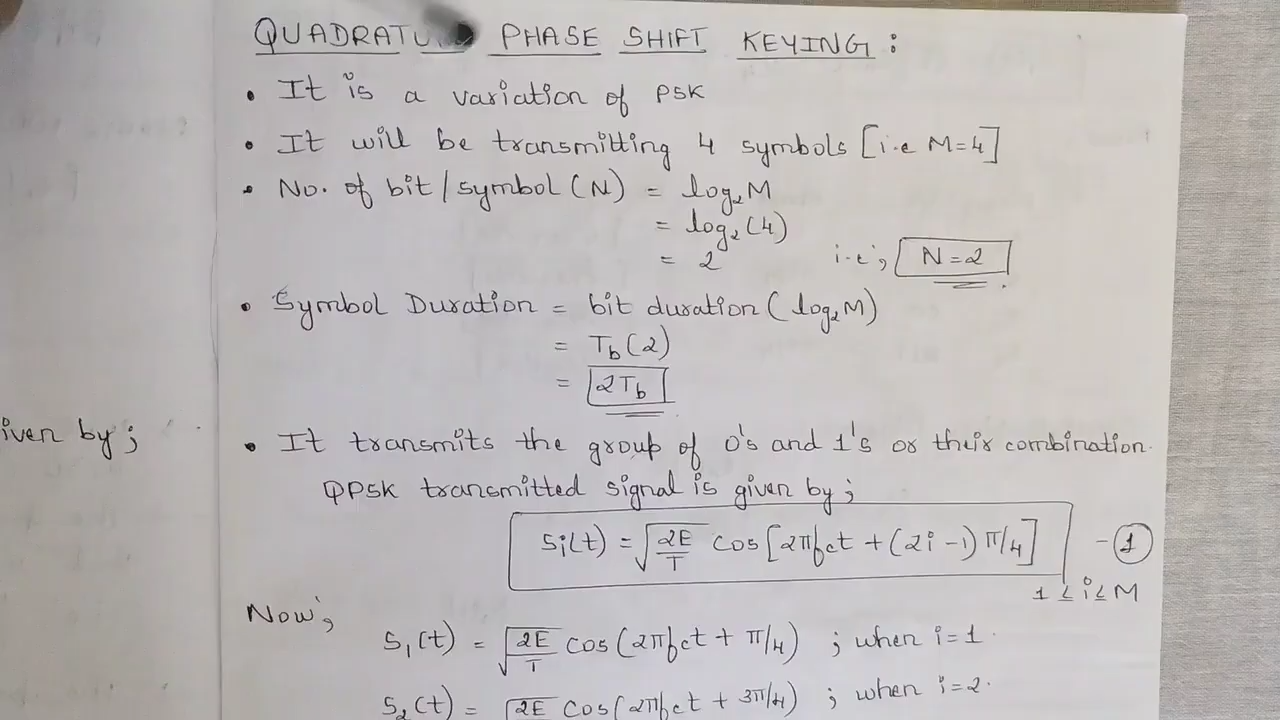 QUADRATU PHASE SHIFT KEYING :
• It is a variation of PSK
• It will be transmitting 4 symbols [i.e M=4]
• No. of bit/symbol (N) = log₂M
= log₂(4)
= 2 i.e; N=2
• Symbol Duration = bit duration (log₂M)
= T_b(2)
= 2T_b
iven by;
• It transmits the group of 0's and 1's or their combination.
QPSK transmitted signal is given by;
Si(t) = √(2E/T) cos[2πfct + (2i-1) π/4] - ①
1 ≤ i ≤ M
Now;
S₁(t) = √(2E/T) cos(2πfct + π/4) ; when i=1.
S₂(t) = √2E cos(2πfct + 3π/4) ; when i=2.